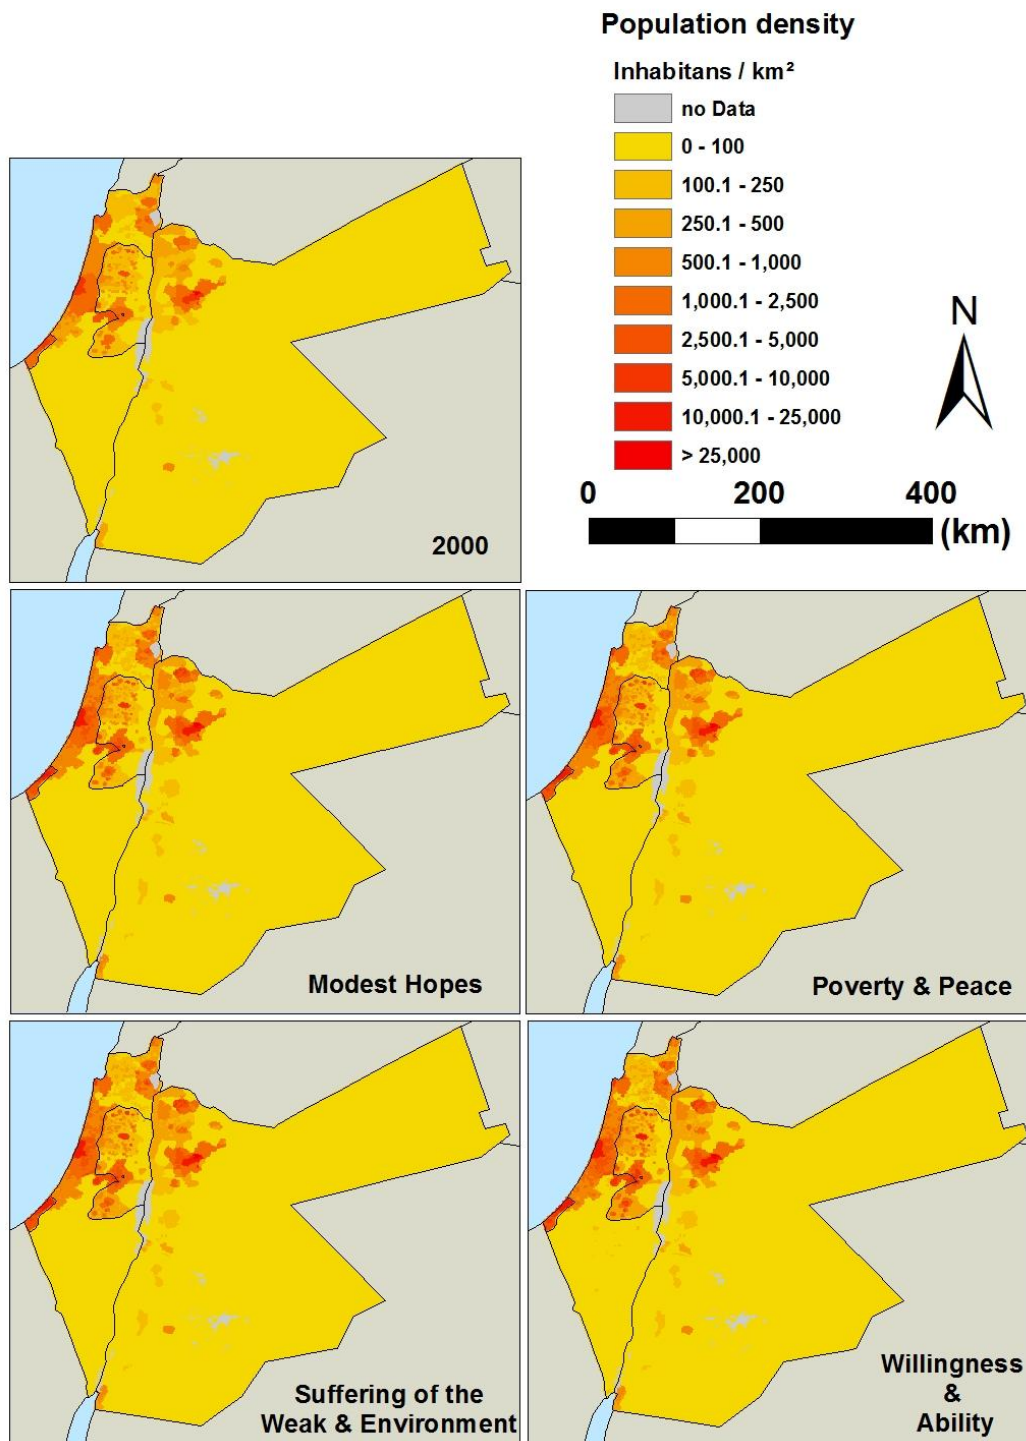 Population density
Inhabitans / km²
no Data
0 - 100
100.1 - 250
250.1 - 500
500.1 - 1,000
1,000.1 - 2,500
2,500.1 - 5,000
5,000.1 - 10,000
10,000.1 - 25,000
> 25,000
N
0 200 400
(km)
2000
Modest Hopes
Poverty & Peace
Suffering of the
Weak & Environment
Willingness
&
Ability